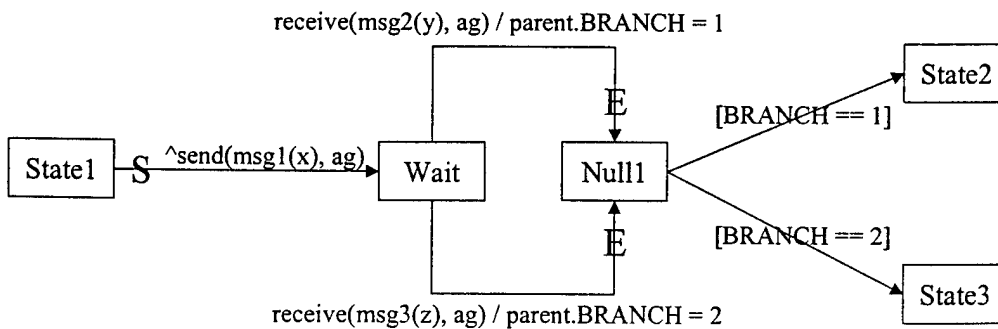 receive(msg2(y), ag) / parent.BRANCH = 1
State2
E
[BRANCH == 1]
State1
S
^send(msg1(x), ag)
Wait
Null1
E
[BRANCH == 2]
State3
receive(msg3(z), ag) / parent.BRANCH = 2